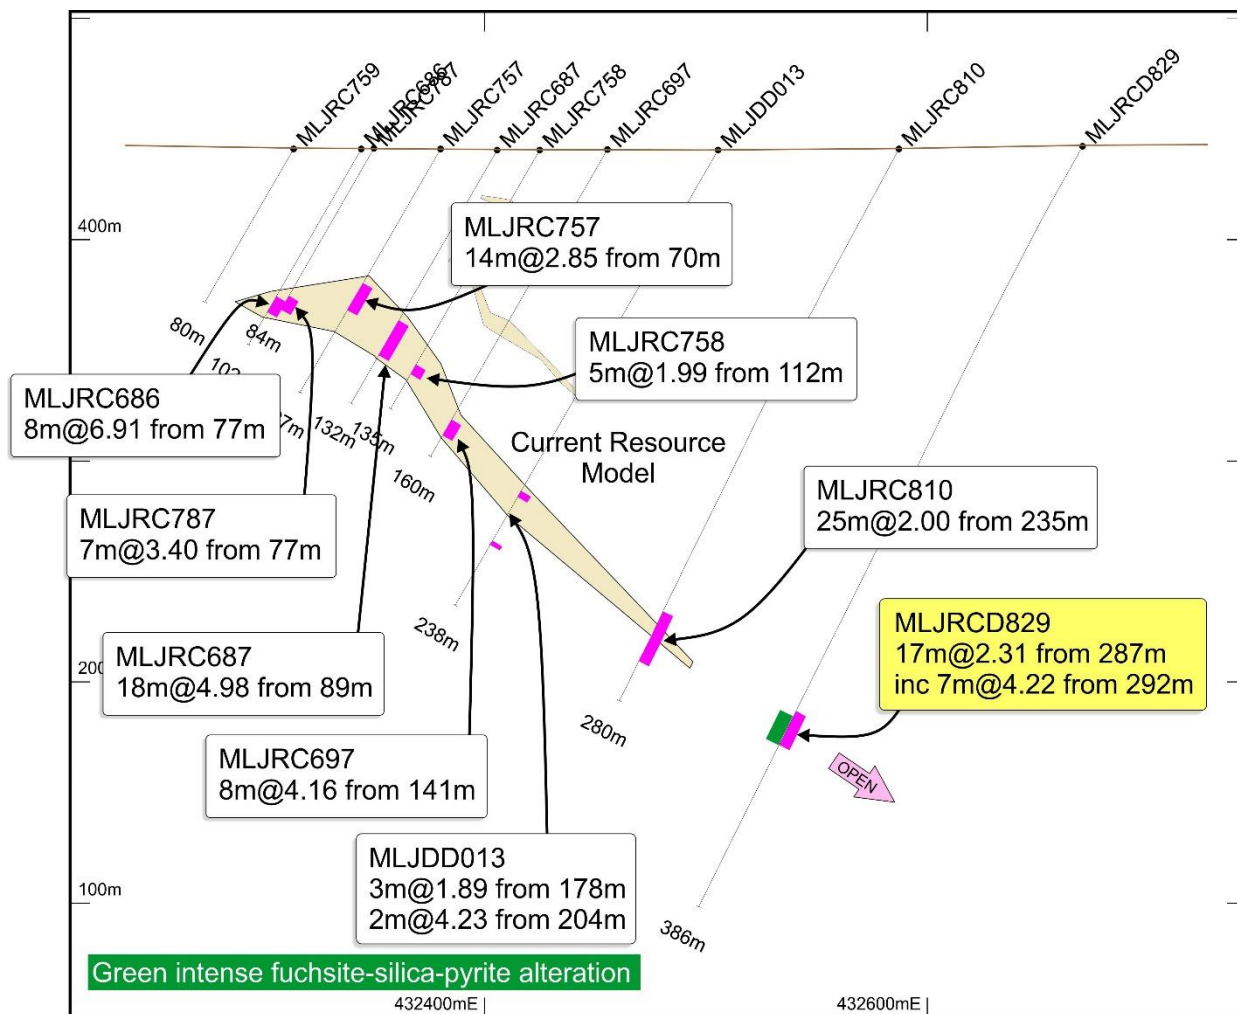 MLJRC759
MLJRC686
MLJRC787
MLJRC757
MLJRC687
MLJRC758
MLJRC697
MLJDD013
MLJRC810
MLJRCD829
400m
MLJRC757
14m@2.85 from 70m
80m
84m
MLJRC758
5m@1.99 from 112m
MLJRC686
8m@6.91 from 77m
132m
135m
160m
Current Resource
Model
MLJRC810
25m@2.00 from 235m
MLJRC787
7m@3.40 from 77m
238m
MLJRCD829
17m@2.31 from 287m
inc 7m@4.22 from 292m
MLJRC687
18m@4.98 from 89m
280m
MLJRC697
8m@4.16 from 141m
OPEN
MLJDD013
3m@1.89 from 178m
2m@4.23 from 204m
100m
386m
Green intense fuchsite-silica-pyrite alteration
432400mE
432600mE